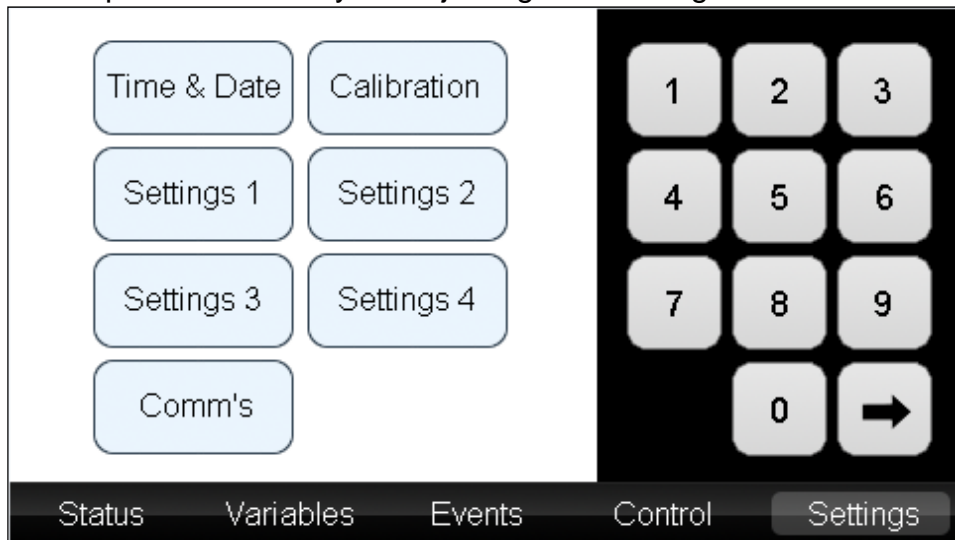 Time & Date Calibration
1 2 3
Settings 1 Settings 2
4 5 6
Settings 3 Settings 4
7 8 9
Comm's
0
Status Variables Events Control Settings